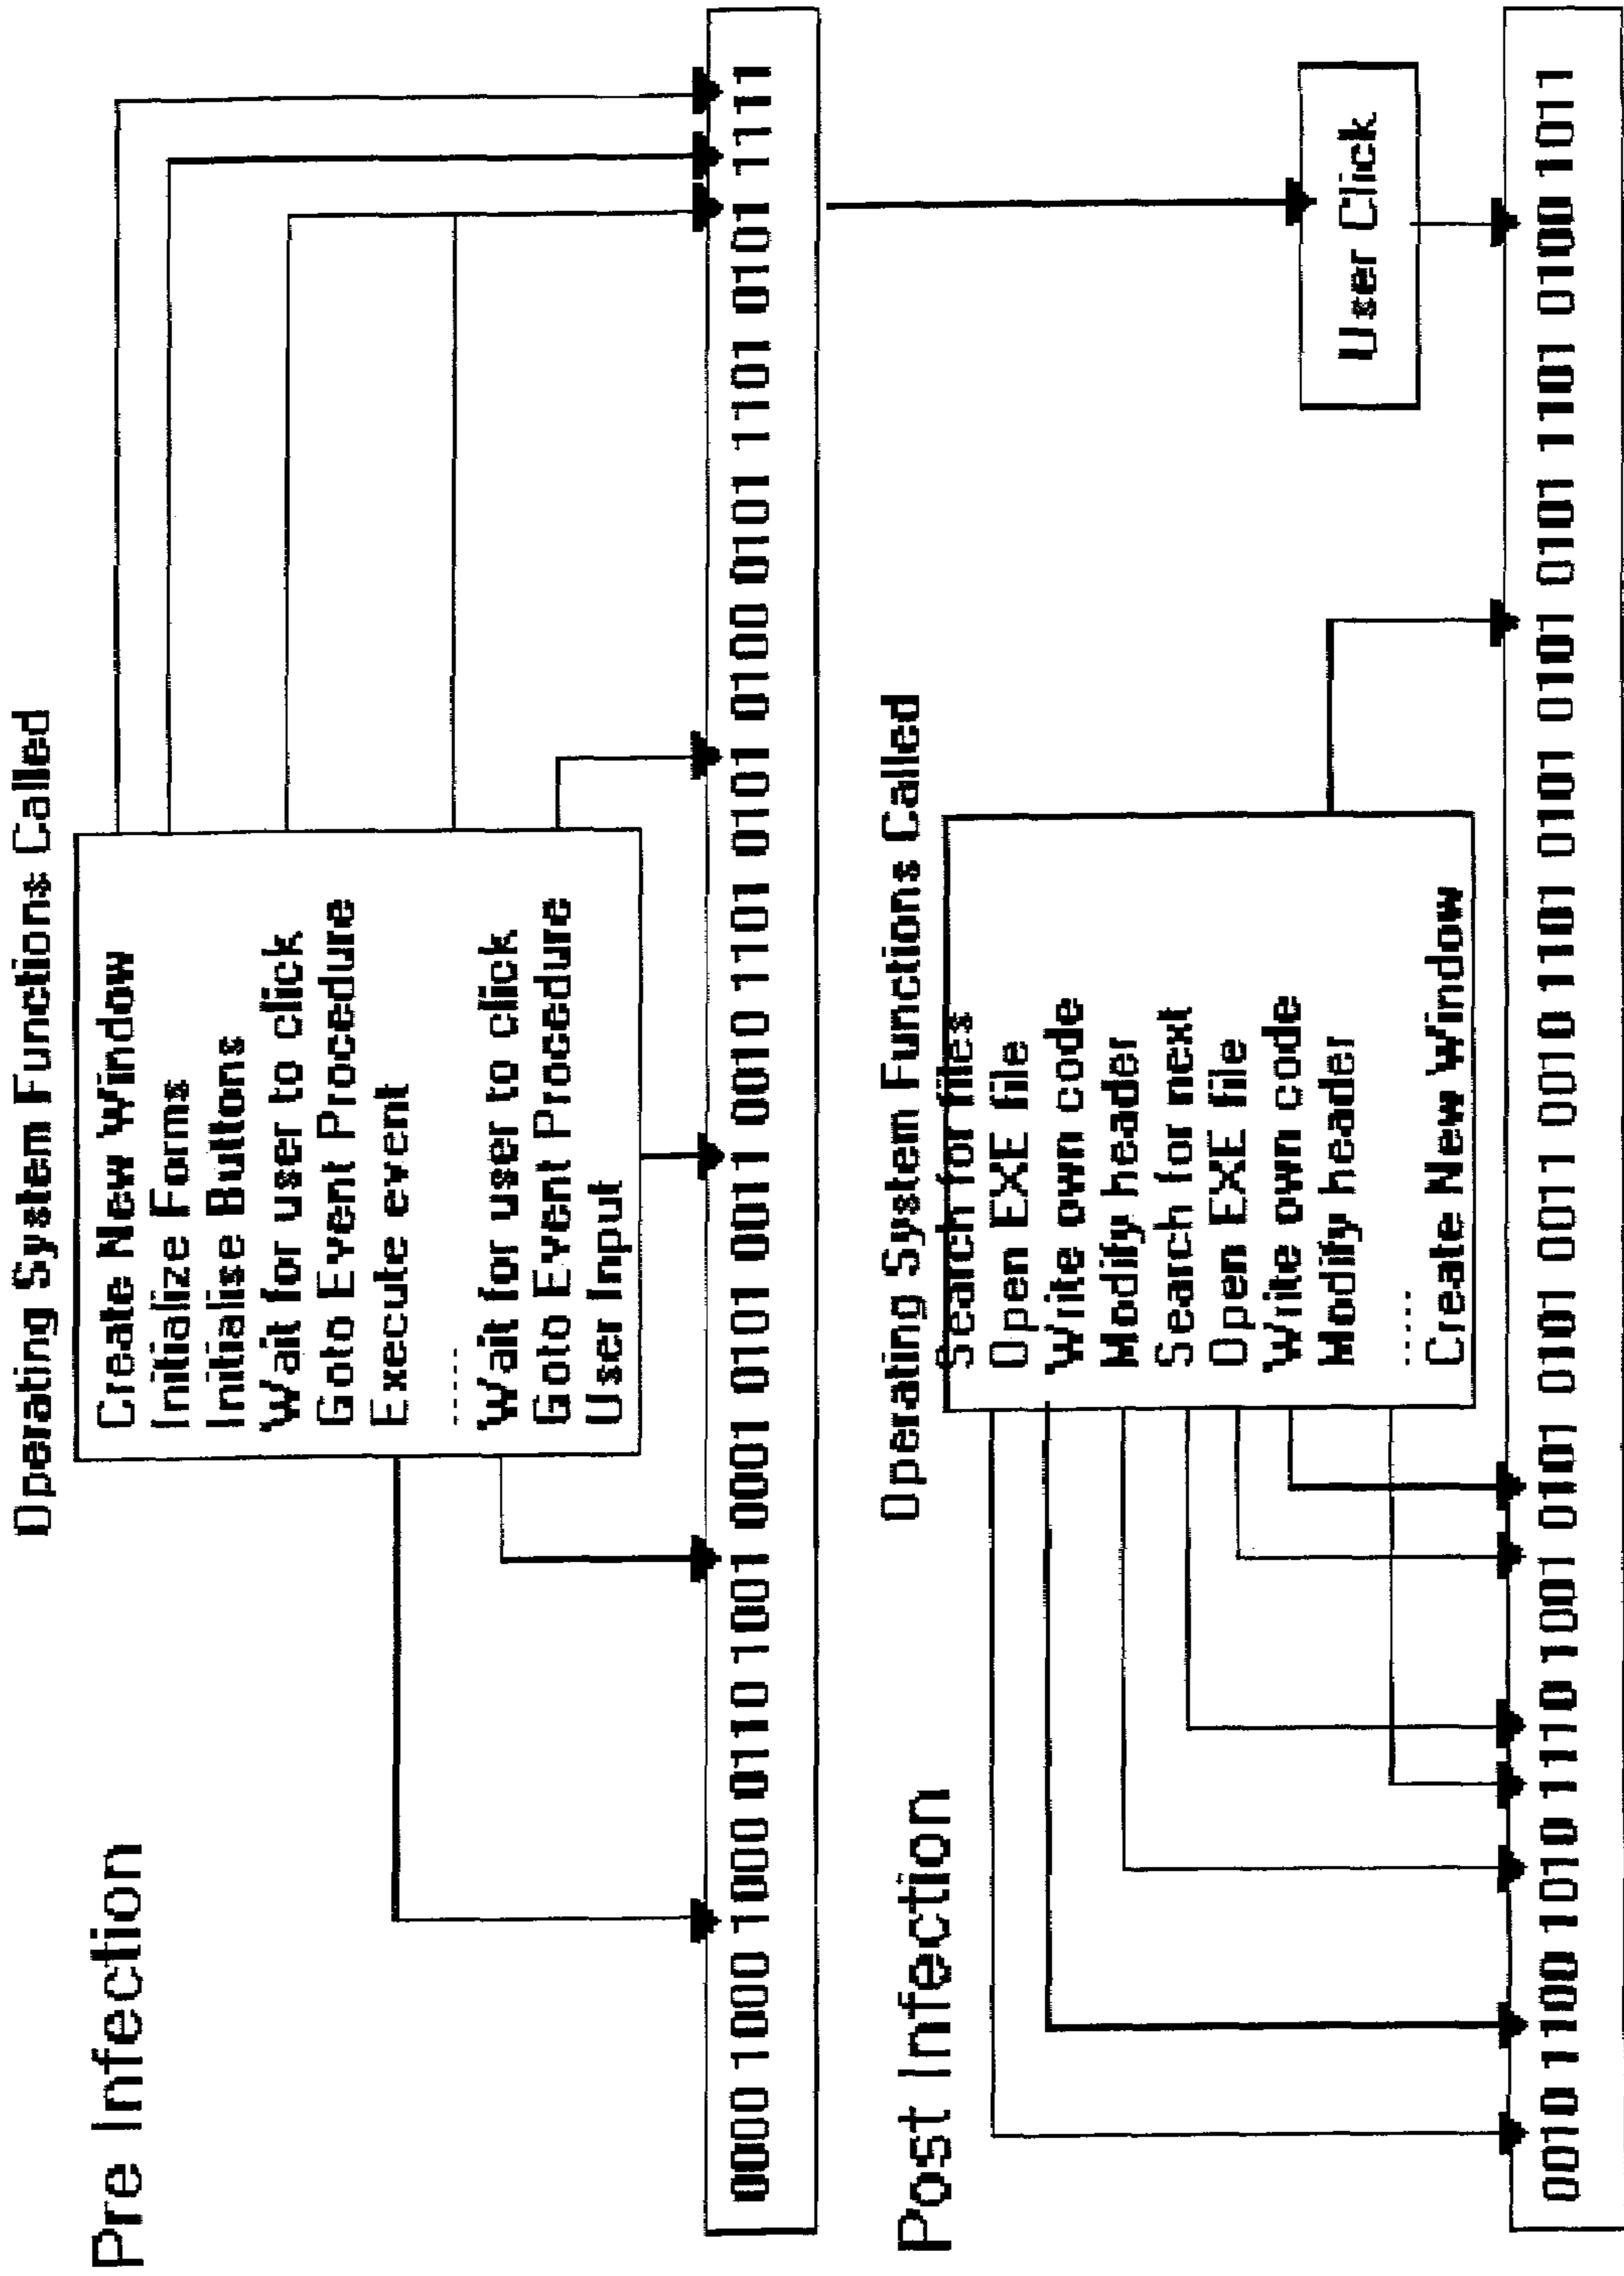 Pre Infection
Operating System Functions Called
Create New Window
Initialize Forms
Initialise Buttons
Wait for user to click
Goto Event Procedure
Execute event
.....
Wait for user to click
Goto Event Procedure
User Input
0000 1000 1000 1000 0110 1001 0001 0101 0011 0010 1101 0101 0100 0101 1101 0101 1111
Post Infection
Operating System Functions Called
Search for files
Open EXE file
Write own code
Modify header
Search for next
Open EXE file
Write own code
Modify header
.....
Create New Window
User Click
0010 1100 1010 1110 1001 0101 0101 0011 0010 1101 0101 0101 0101 1101 0100 1011